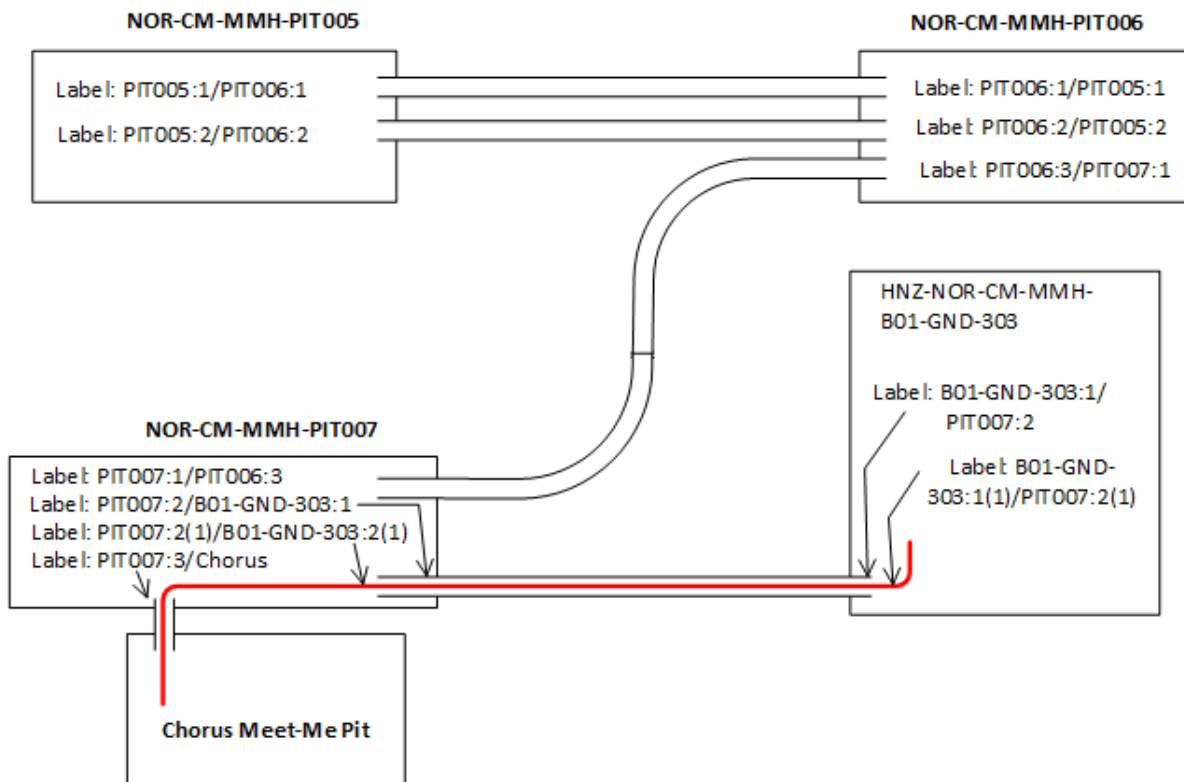 NOR-CM-MMH-PIT005
Label: PIT005:1/PIT006:1
Label: PIT005:2/PIT006:2
NOR-CM-MMH-PIT006
Label: PIT006:1/PIT005:1
Label: PIT006:2/PIT005:2
Label: PIT006:3/PIT007:1
HNZ-NOR-CM-MMH-
B01-GND-303
Label: B01-GND-303:1/
PIT007:2
Label: B01-GND-
303:1(1)/PIT007:2(1)
NOR-CM-MMH-PIT007
Label: PIT007:1/PIT006:3
Label: PIT007:2/B01-GND-303:1
Label: PIT007:2(1)/B01-GND-303:2(1)
Label: PIT007:3/Chorus
Chorus Meet-Me Pit